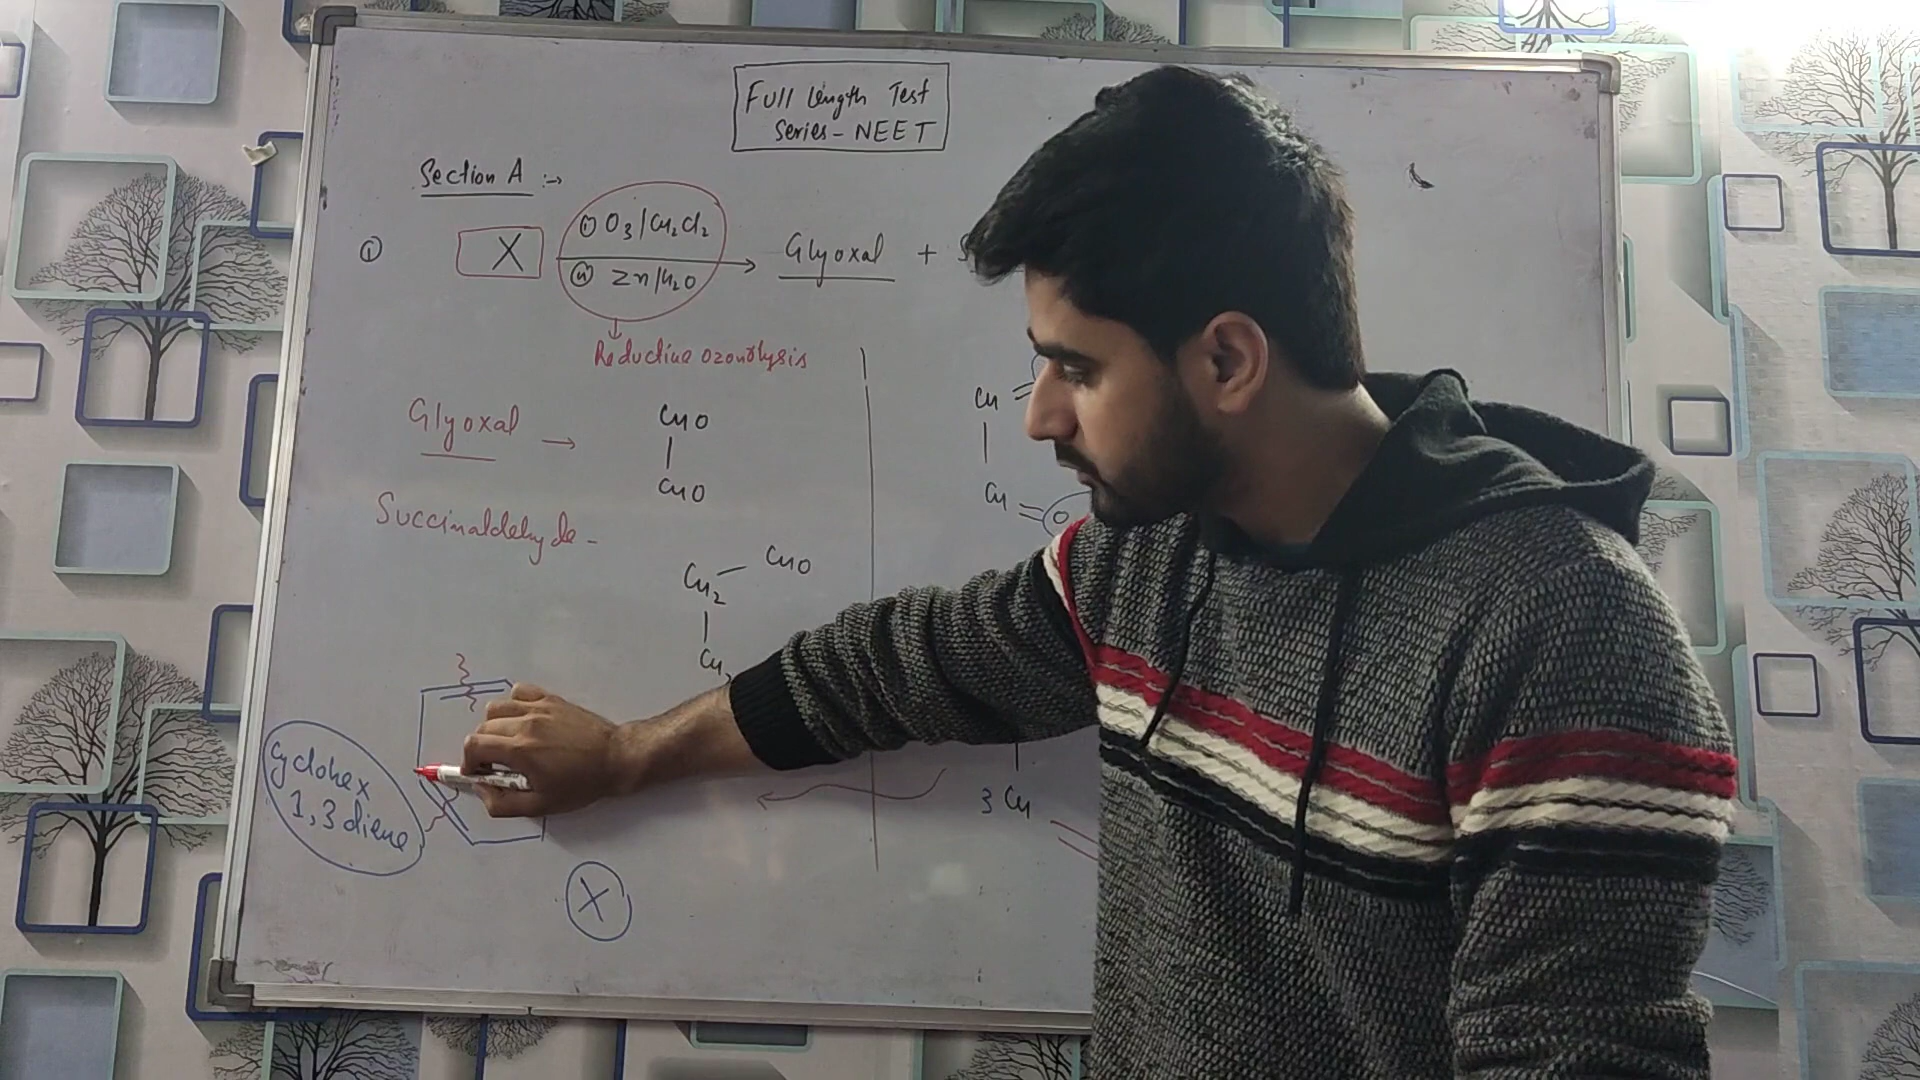 Full Length Test
Series - NEET
Section A :→
① X (i) O3/CH2Cl2 → Glyoxal +
(ii) Zn/H2O
Reductive ozonolysis
Glyoxal → CHO
CHO
Succinaldehyde -
CH2 - CHO
CH2
CH =
CH = O
3 CH
Cyclohex
1,3 diene
X